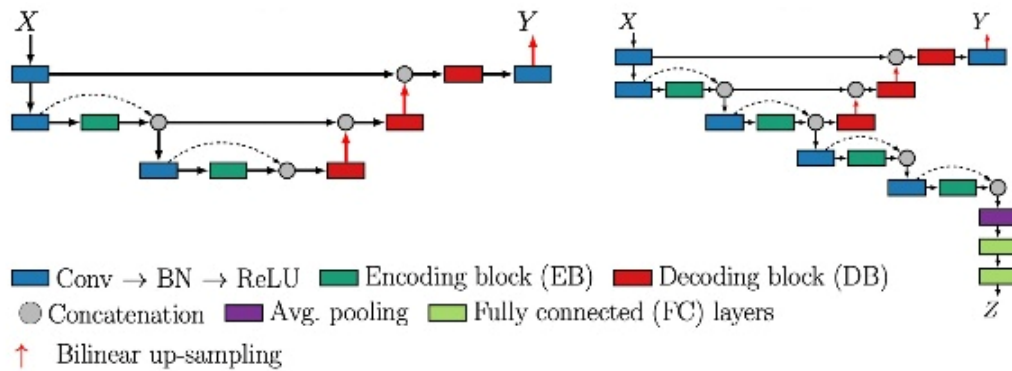 X
Y
X
Y
Z
Conv → BN → ReLU
Encoding block (EB)
Decoding block (DB)
Concatenation
Avg. pooling
Fully connected (FC) layers
↑ Bilinear up-sampling